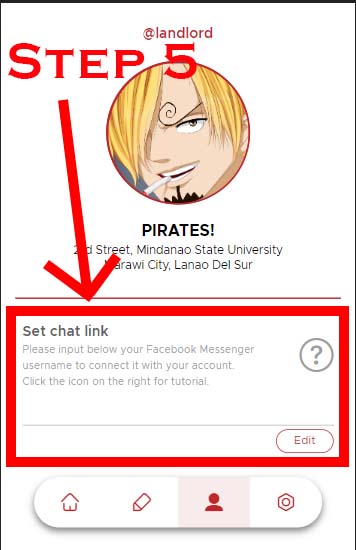 @landlord
STEP 5
PIRATES!
2nd Street, Mindanao State University
Marawi City, Lanao Del Sur
Set chat link
Please input below your Facebook Messenger
username to connect it with your account.
Click the icon on the right for tutorial.
?
Edit